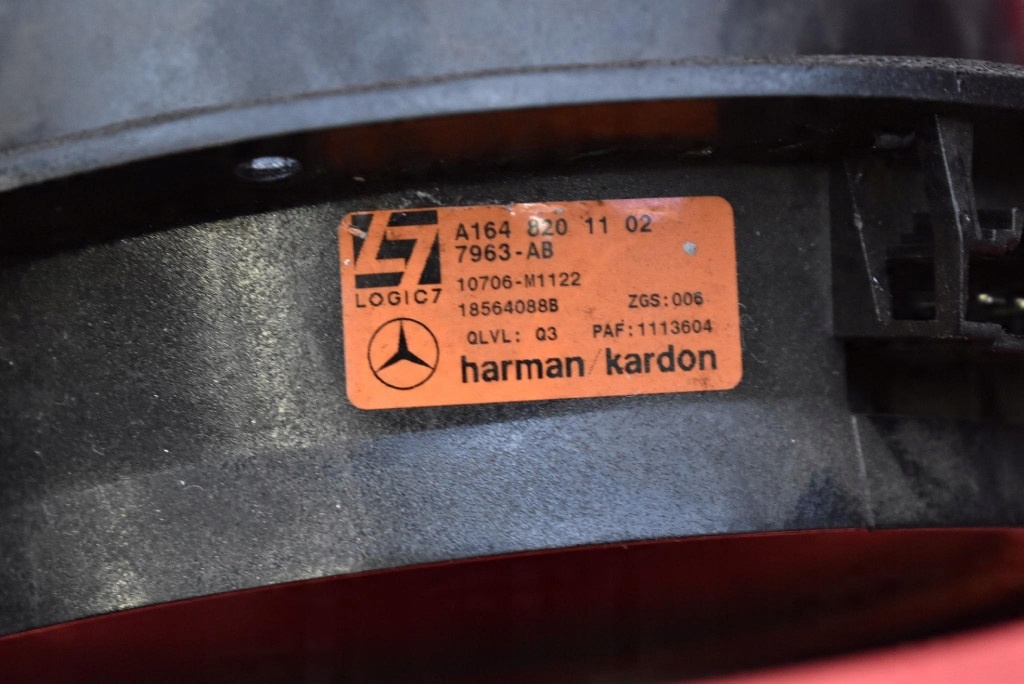 A164 820 11 02
7963-AB
LOGIC7
10706-M1122
18564088B ZGS:006
QLVL: Q3 PAF:1113604
harman/kardon